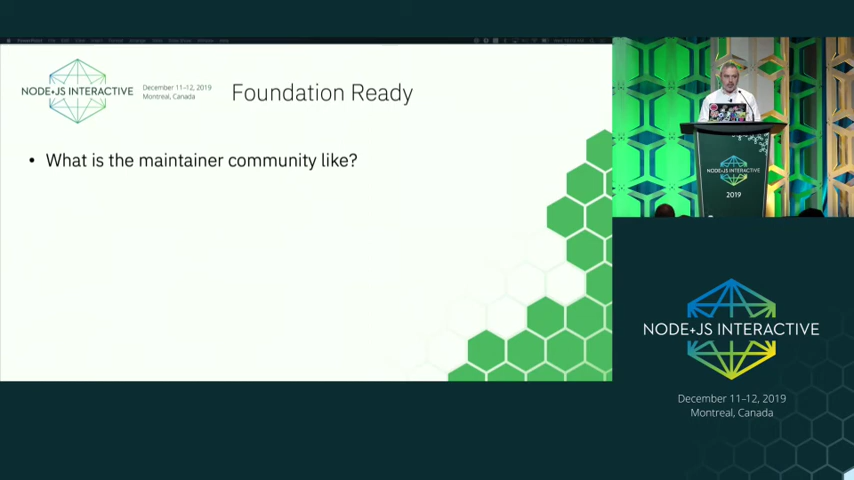 NODE+JS INTERACTIVE
December 11–12, 2019
Montreal, Canada
Foundation Ready
• What is the maintainer community like?
NODE+JS INTERACTIVE
2019
NODE+JS INTERACTIVE
December 11–12, 2019
Montreal, Canada